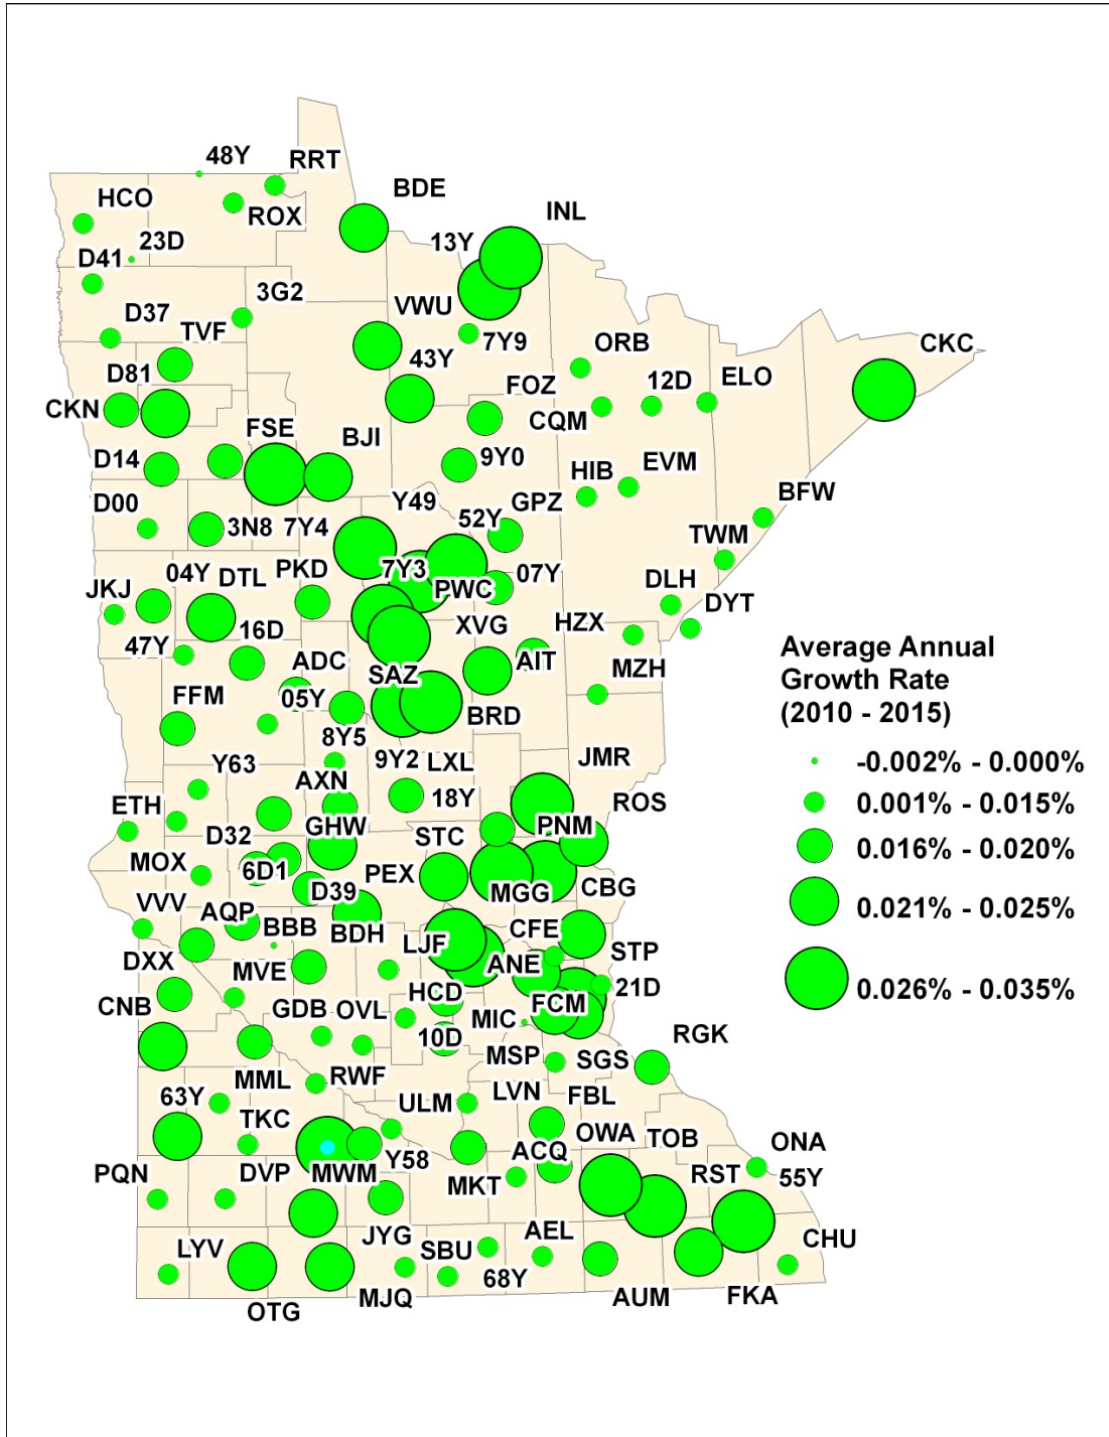 48Y
RRT
BDE
HCO
ROX
INL
23D
13Y
D41
3G2
D37
VWU
TVF
7Y9
ORB
CKC
D81
43Y
FOZ
12D
ELO
CKN
CQM
FSE
BJI
D14
9Y0
HIB
EVM
D00
Y49
GPZ
BFW
52Y
3N8
7Y4
TWM
04Y
DTL
PKD
7Y3
07Y
JKJ
PWC
DLH
DYT
47Y
16D
XVG
HZX
ADC
SAZ
AIT
MZH
FFM
05Y
BRD
8Y5
Y63
9Y2
LXL
JMR
AXN
18Y
ETH
ROS
D32
GHW
STC
PNM
MOX
6D1
PEX
D39
MGG
CBG
VVV
AQP
BBB
BDH
LJF
CFE
DXX
MVE
ANE
STP
CNB
GDB
OVL
HCD
FCM
21D
MIC
10D
RGK
MSP
SGS
MML
RWF
63Y
ULM
LVN
FBL
TKC
ACQ
OWA
TOB
ONA
PQN
DVP
MWM
Y58
MKT
RST
55Y
JYG
SBU
AEL
CHU
LYV
68Y
OTG
MJQ
AUM
FKA
Average Annual
Growth Rate
(2010 - 2015)
-0.002% - 0.000%
0.001% - 0.015%
0.016% - 0.020%
0.021% - 0.025%
0.026% - 0.035%